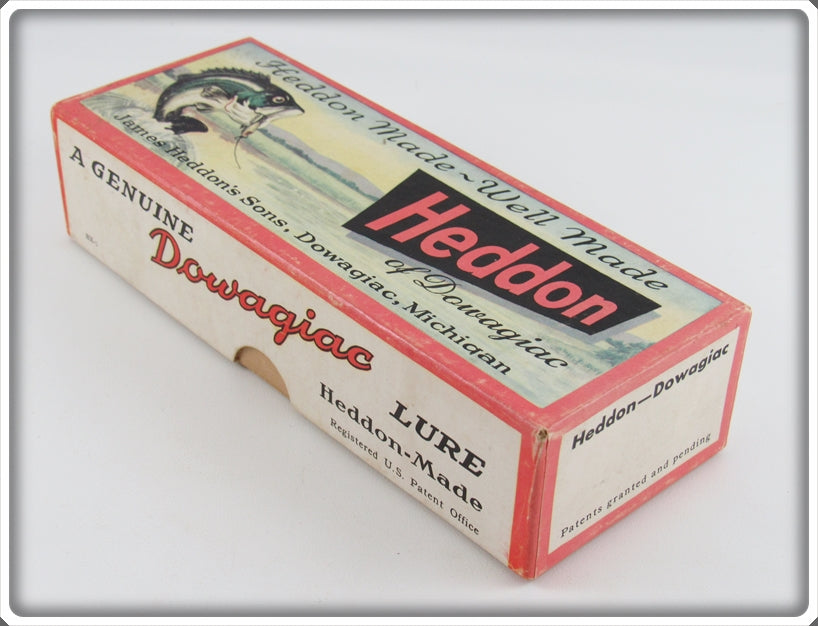 Heddon Made~Well Made
Heddon
of Dowagiac
James Heddon's Sons, Dowagiac, Michigan
A GENUINE
Dowagiac
LURE
Heddon-Made
Registered U.S. Patent Office
Heddon—Dowagiac
Patents granted and pending